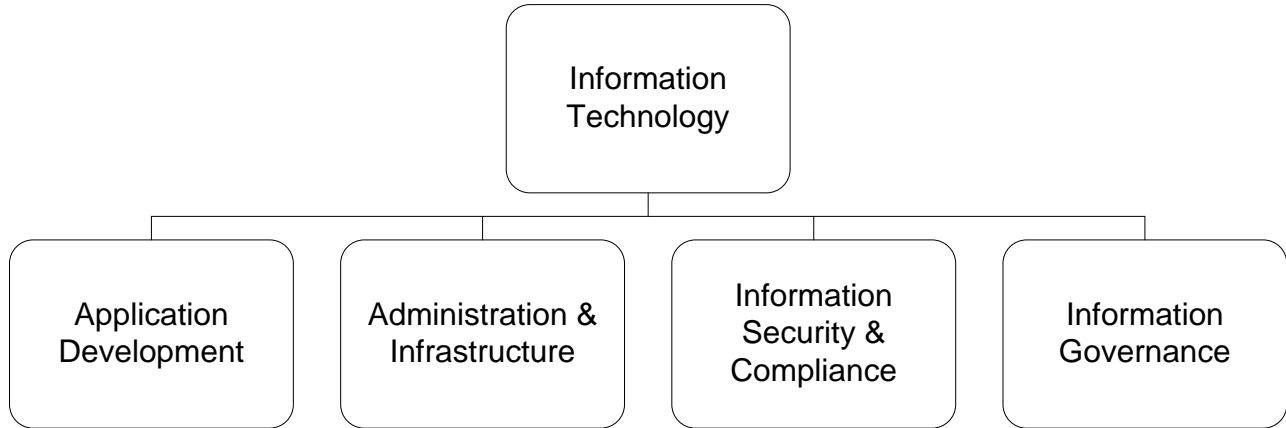 Information
Technology
Application
Development
Administration &
Infrastructure
Information
Security &
Compliance
Information
Governance